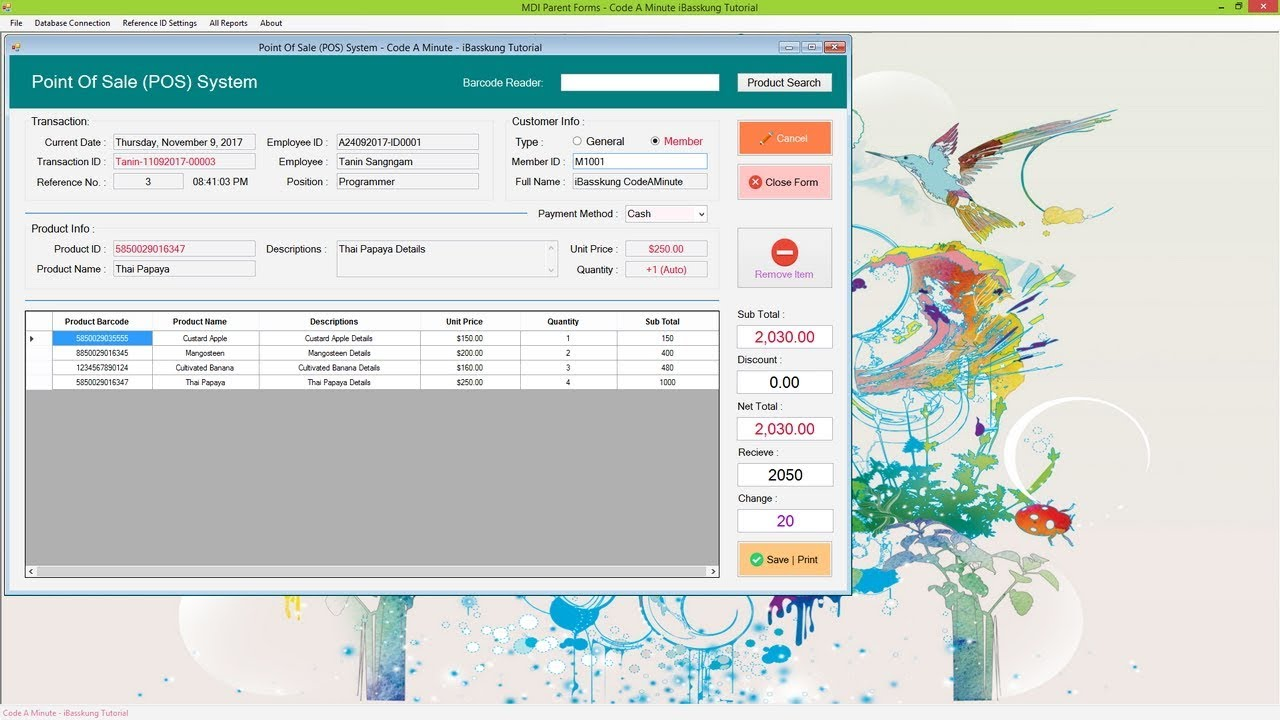 MDI Parent Forms - Code A Minute iBasskung Tutorial
File Database Connection Reference ID Settings All Reports About
Point Of Sale (POS) System - Code A Minute - iBasskung Tutorial
Point Of Sale (POS) System Barcode Reader: Product Search
Transaction: Customer Info :
Current Date : Thursday, November 9, 2017 Employee ID : A24092017-ID0001 Type : General Member Cancel
Transaction ID : Tanin-11092017-00003 Employee : Tanin Sangngam Member ID : M1001
Reference No. : 3 08:41:03 PM Position : Programmer Full Name : iBasskung CodeAMinute Close Form
Payment Method : Cash
Product Info :
Product ID : 5850029016347 Descriptions : Thai Papaya Details Unit Price : $250.00
Product Name : Thai Papaya Quantity : +1 (Auto) Remove Item
Product Barcode Product Name Descriptions Unit Price Quantity Sub Total
5850029035555 Custard Apple Custard Apple Details $150.00 1 150
8850029016345 Mangosteen Mangosteen Details $200.00 2 400
1234567890124 Cultivated Banana Cultivated Banana Details $160.00 3 480
5850029016347 Thai Papaya Thai Papaya Details $250.00 4 1000
Sub Total :
2,030.00
Discount :
0.00
Net Total :
2,030.00
Recieve :
2050
Change :
20
Save | Print
Code A Minute - iBasskung Tutorial